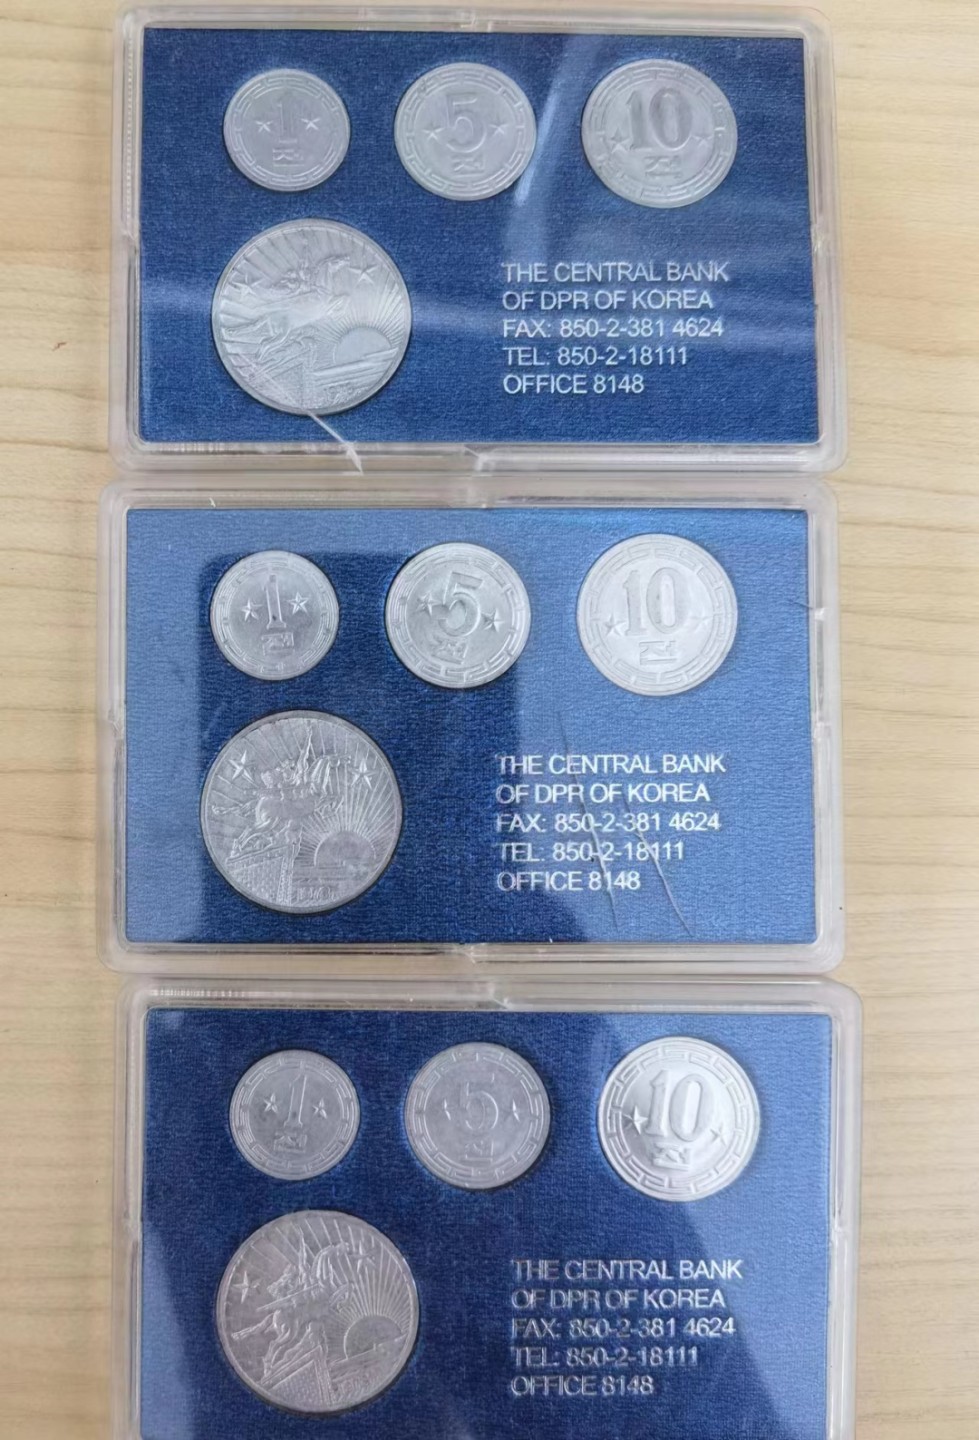 1 5 10
전 전 전
THE CENTRAL BANK
OF DPR OF KOREA
FAX: 850-2-381 4624
TEL: 850-2-18111
OFFICE 8148
1 5 10
전 전 전
THE CENTRAL BANK
OF DPR OF KOREA
FAX: 850-2-381 4624
TEL: 850-2-18111
OFFICE 8148
1 5 10
전 전 전
THE CENTRAL BANK
OF DPR OF KOREA
FAX: 850-2-381 4624
TEL: 850-2-18111
OFFICE 8148